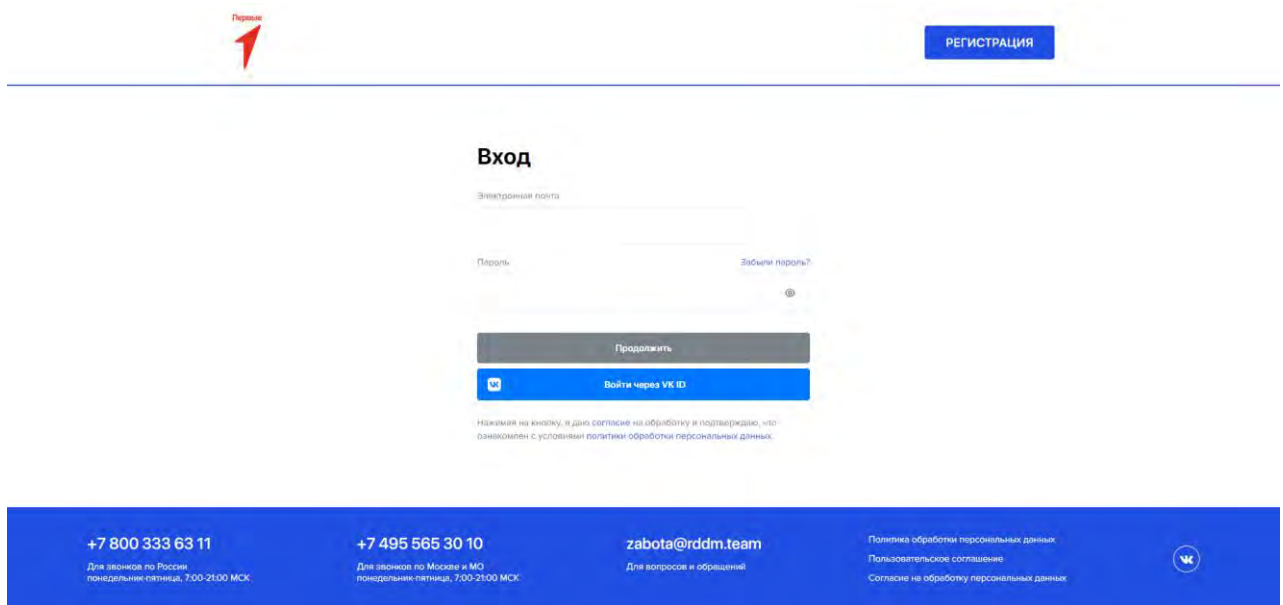 Первые
РЕГИСТРАЦИЯ
Вход
Электронная почта
Пароль
Забыли пароль?
Продолжить
Войти через VK ID
Нажимая на кнопку, я даю согласие на обработку и подтверждаю, что
ознакомлен с условиями политики обработки персональных данных.
+7 800 333 63 11
Для звонков по России
понедельник-пятница, 7:00-21:00 МСК
+7 495 565 30 10
Для звонков по Москве и МО
понедельник-пятница, 7:00-21:00 МСК
zabota@rddm.team
Для вопросов и обращений
Политика обработки персональных данных
Пользовательское соглашение
Согласие на обработку персональных данных